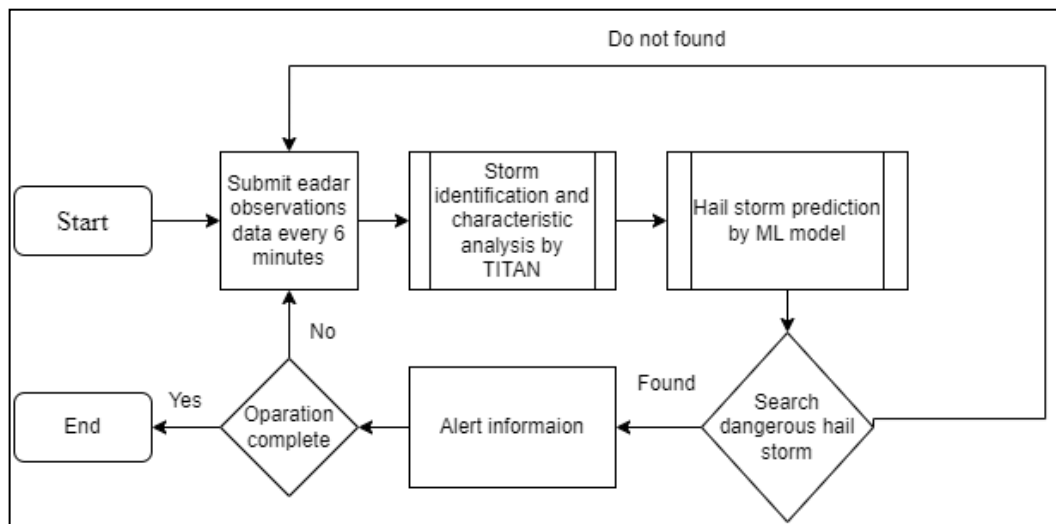 Do not found
Start
Submit eadar
observations
data every 6
minutes
Storm
identification and
characteristic
analysis by
TITAN
Hail storm prediction
by ML model
No
Found
Yes
End
Oparation
complete
Alert informaion
Search
dangerous hail
storm